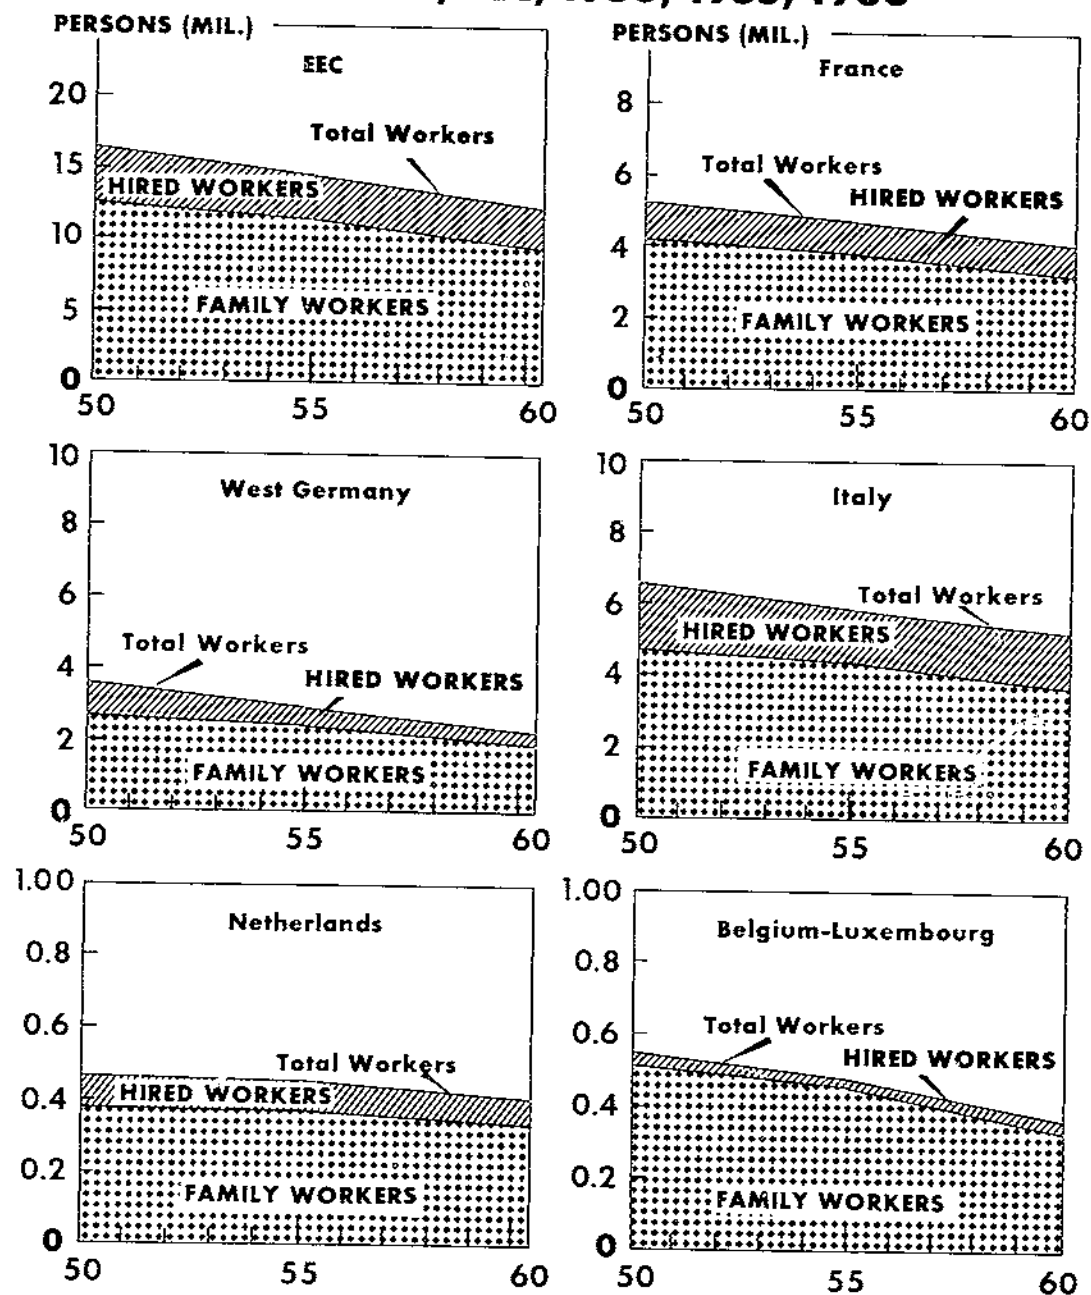 PERSONS (MIL.)
EEC
20
15
10
5
0
Total Workers
HIRED WORKERS
FAMILY WORKERS
50 55 60
PERSONS (MIL.)
France
8
6
4
2
0
Total Workers
HIRED WORKERS
FAMILY WORKERS
50 55 60
West Germany
10
8
6
4
2
0
Total Workers
HIRED WORKERS
FAMILY WORKERS
50 55 60
Italy
10
8
6
4
2
0
Total Workers
HIRED WORKERS
FAMILY WORKERS
50 55 60
Netherlands
1.00
0.8
0.6
0.4
0.2
0
Total Workers
HIRED WORKERS
FAMILY WORKERS
50 55 60
Belgium-Luxembourg
1.00
0.8
0.6
0.4
0.2
0
Total Workers
HIRED WORKERS
FAMILY WORKERS
50 55 60